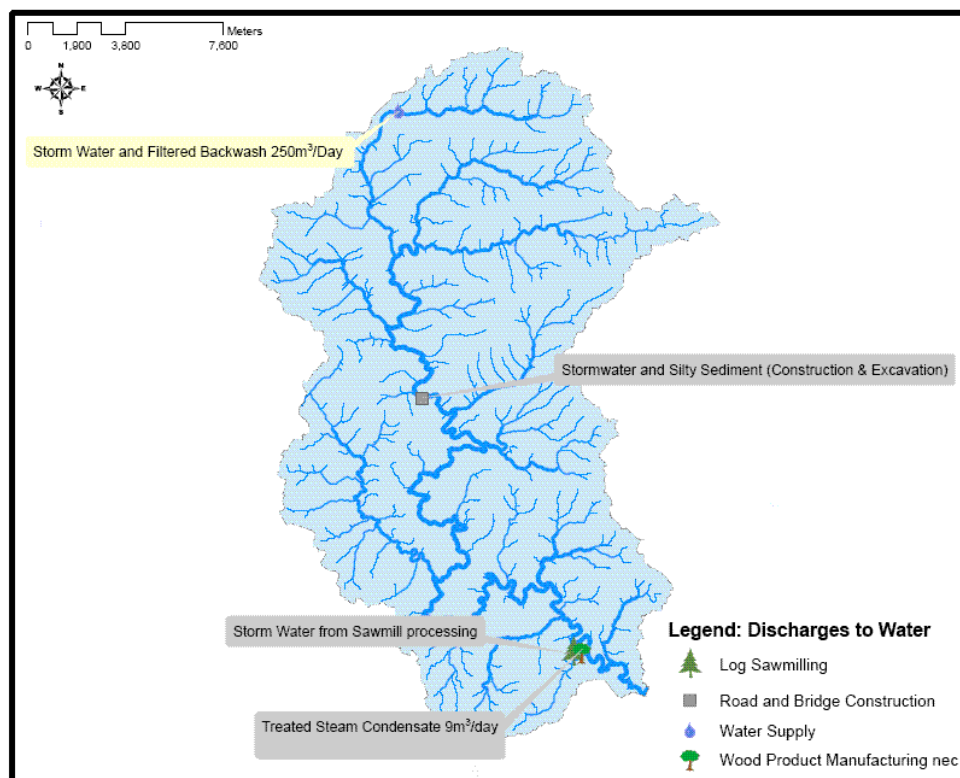 Meters
0 1,900 3,800 7,600
N
W E
S
Storm Water and Filtered Backwash 250m³/Day
Stormwater and Silty Sediment (Construction & Excavation)
Storm Water from Sawmill processing
Treated Steam Condensate 9m³/day
Legend: Discharges to Water
Log Sawmilling
Road and Bridge Construction
Water Supply
Wood Product Manufacturing nec